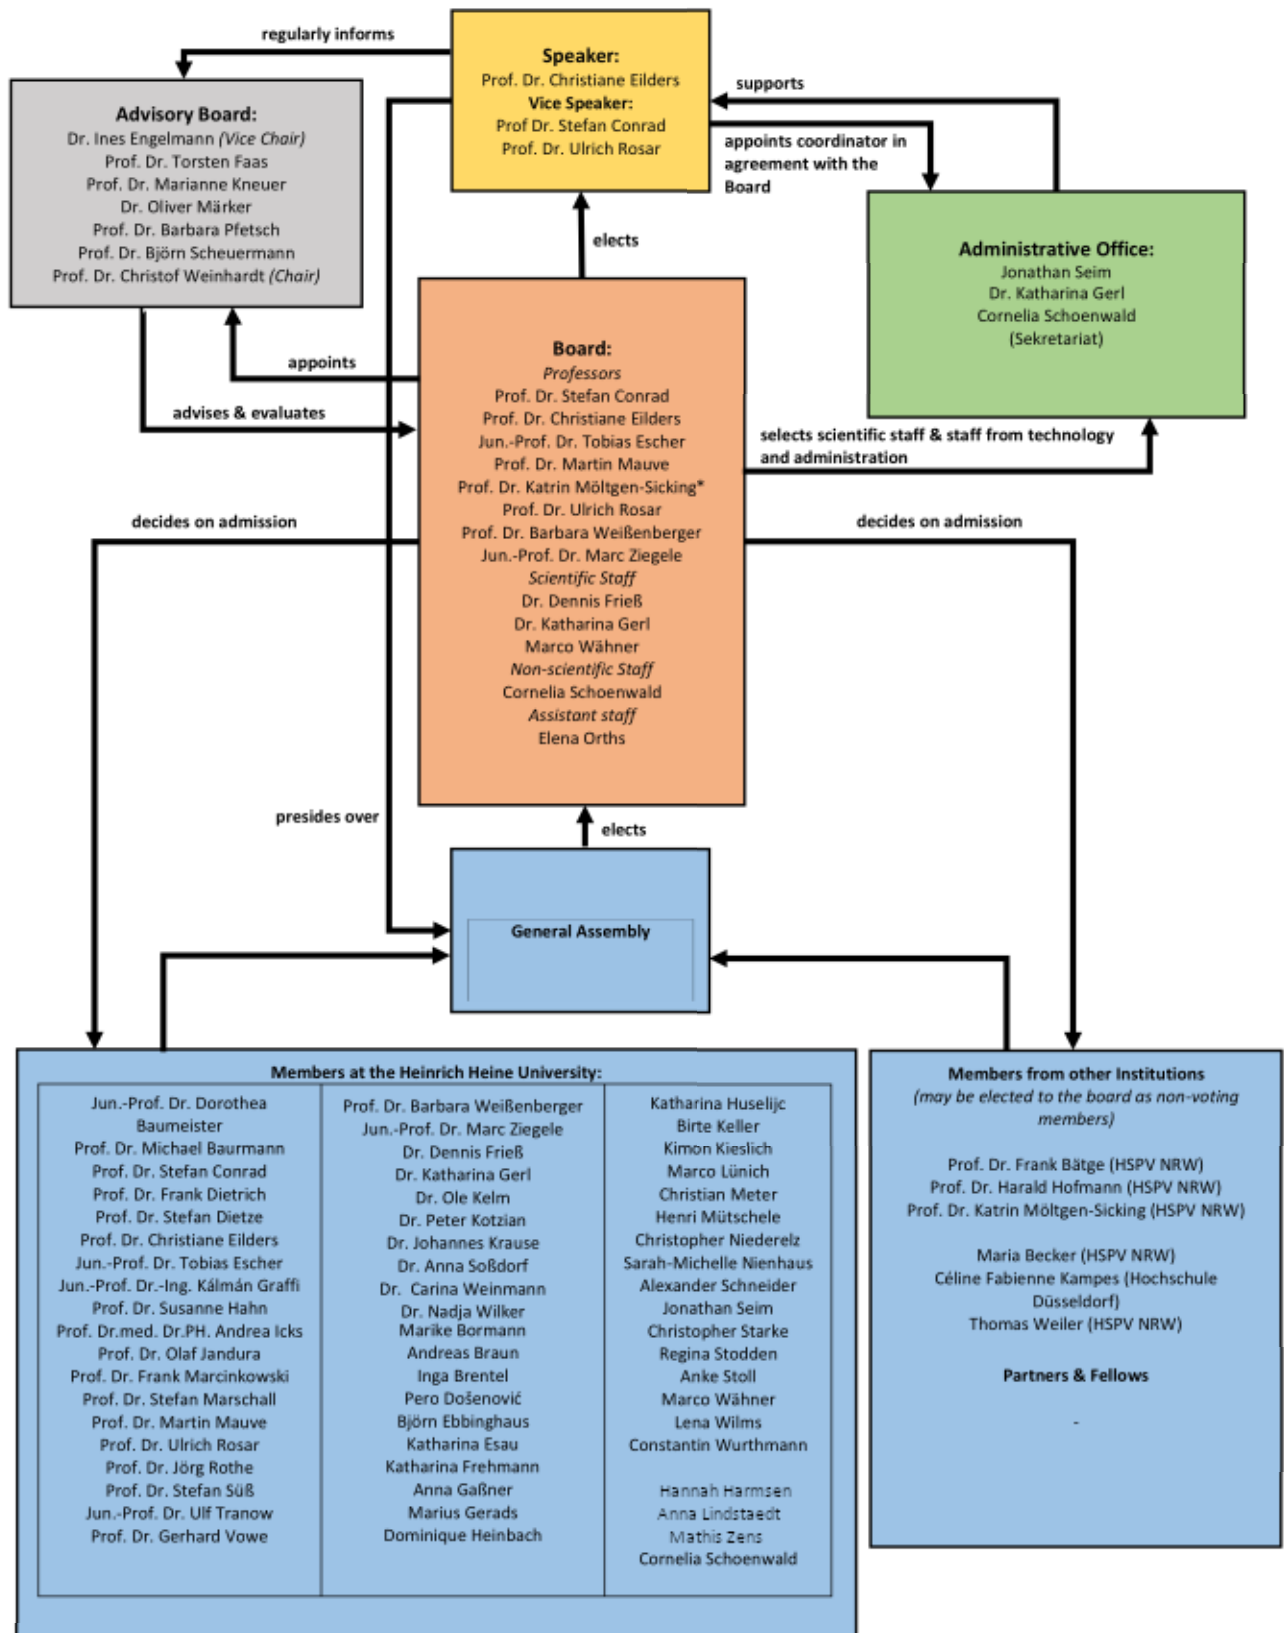 regularly informs
Speaker:
Prof. Dr. Christiane Eilders
Vice Speaker:
Prof Dr. Stefan Conrad
Prof. Dr. Ulrich Rosar
supports
appoints coordinator in
agreement with the
Board
Advisory Board:
Dr. Ines Engelmann (Vice Chair)
Prof. Dr. Torsten Faas
Prof. Dr. Marianne Kneuer
Dr. Oliver Märker
Prof. Dr. Barbara Pfetsch
Prof. Dr. Björn Scheuermann
Prof. Dr. Christof Weinhardt (Chair)
elects
Administrative Office:
Jonathan Seim
Dr. Katharina Gerl
Cornelia Schoenwald
(Sekretariat)
appoints
advises & evaluates
Board:
Professors
Prof. Dr. Stefan Conrad
Prof. Dr. Christiane Eilders
Jun.-Prof. Dr. Tobias Escher
Prof. Dr. Martin Mauve
Prof. Dr. Katrin Möltgen-Sicking*
Prof. Dr. Ulrich Rosar
Prof. Dr. Barbara Weißenberger
Jun.-Prof. Dr. Marc Ziegele
Scientific Staff
Dr. Dennis Frieß
Dr. Katharina Gerl
Marco Wähner
Non-scientific Staff
Cornelia Schoenwald
Assistant staff
Elena Orths
selects scientific staff & staff from technology
and administration
decides on admission
decides on admission
presides over
elects
General Assembly
Members at the Heinrich Heine University:
Jun.-Prof. Dr. Dorothea
Baumeister
Prof. Dr. Michael Baurmann
Prof. Dr. Stefan Conrad
Prof. Dr. Frank Dietrich
Prof. Dr. Stefan Dietze
Prof. Dr. Christiane Eilders
Jun.-Prof. Dr. Tobias Escher
Jun.-Prof. Dr.-Ing. Kálmán Graffi
Prof. Dr. Susanne Hahn
Prof. Dr.med. Dr.PH. Andrea Icks
Prof. Dr. Olaf Jandura
Prof. Dr. Frank Marcinkowski
Prof. Dr. Stefan Marschall
Prof. Dr. Martin Mauve
Prof. Dr. Ulrich Rosar
Prof. Dr. Jörg Rothe
Prof. Dr. Stefan Süß
Jun.-Prof. Dr. Ulf Tranow
Prof. Dr. Gerhard Vowe
Prof. Dr. Barbara Weißenberger
Jun.-Prof. Dr. Marc Ziegele
Dr. Dennis Frieß
Dr. Katharina Gerl
Dr. Ole Kelm
Dr. Peter Kotzian
Dr. Johannes Krause
Dr. Anna Soßdorf
Dr. Carina Weinmann
Dr. Nadja Wilker
Marike Bormann
Andreas Braun
Inga Brentel
Pero Došenović
Björn Ebbinghaus
Katharina Esau
Katharina Frehmann
Anna Gaßner
Marius Gerads
Dominique Heinbach
Katharina Huselijc
Birte Keller
Kimon Kieslich
Marco Lünich
Christian Meter
Henri Mütschele
Christopher Niederelz
Sarah-Michelle Nienhaus
Alexander Schneider
Jonathan Seim
Christopher Starke
Regina Stodden
Anke Stoll
Marco Wähner
Lena Wilms
Constantin Wurthmann
Hannah Harmsen
Anna Lindstaedt
Mathis Zens
Cornelia Schoenwald
Members from other Institutions
(may be elected to the board as non-voting
members)
Prof. Dr. Frank Bätge (HSPV NRW)
Prof. Dr. Harald Hofmann (HSPV NRW)
Prof. Dr. Katrin Möltgen-Sicking (HSPV NRW)
Maria Becker (HSPV NRW)
Céline Fabienne Kampes (Hochschule
Düsseldorf)
Thomas Weiler (HSPV NRW)
Partners & Fellows
-